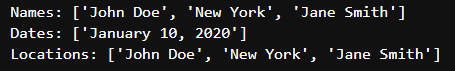 Names: ['John Doe', 'New York', 'Jane Smith']
Dates: ['January 10, 2020']
Locations: ['John Doe', 'New York', 'Jane Smith']